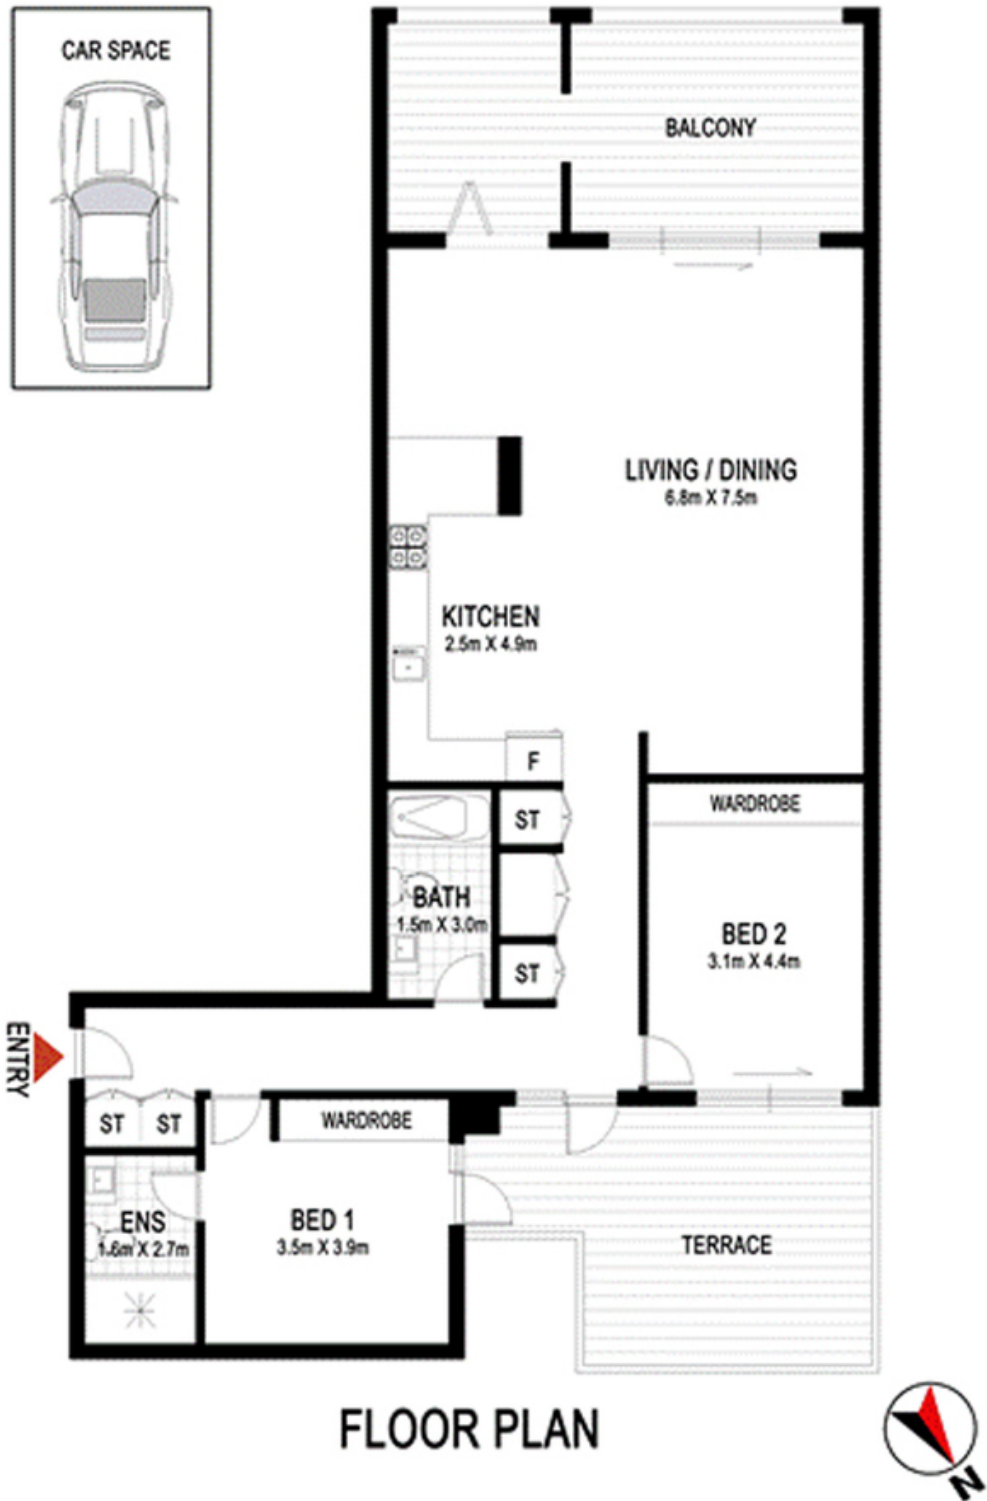 CAR SPACE
BALCONY
LIVING / DINING
6.8m X 7.5m
KITCHEN
2.5m X 4.9m
F
ST
WARDROBE
BATH
1.5m X 3.0m
BED 2
3.1m X 4.4m
ST
ENTRY
ST
ST
WARDROBE
ENS
1.6m X 2.7m
BED 1
3.5m X 3.9m
TERRACE
FLOOR PLAN
N